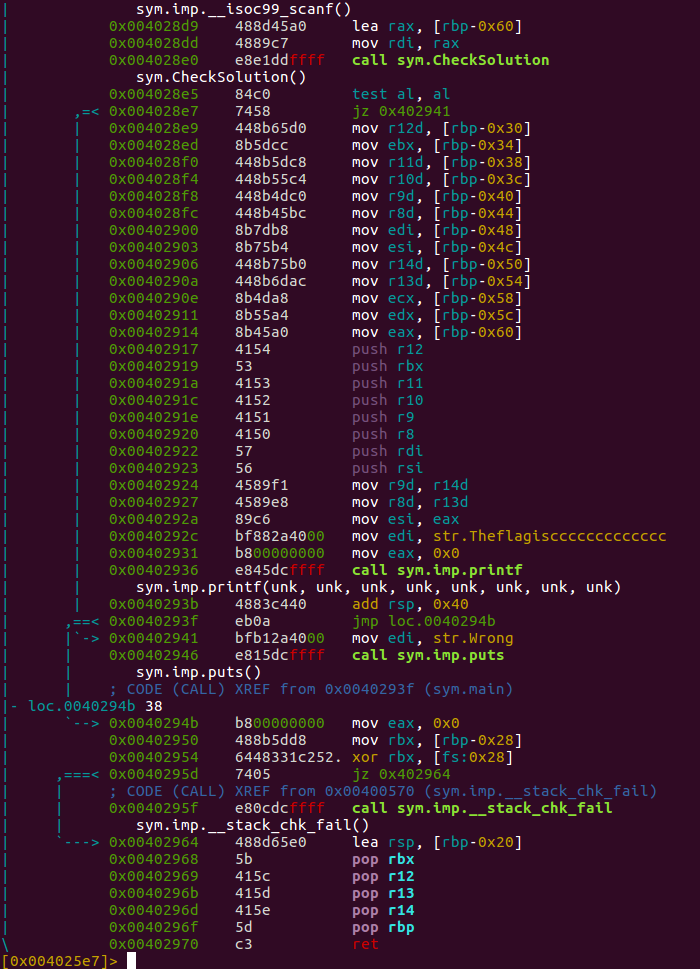 sym.imp.__isoc99_scanf()
0x004028d9 488d45a0 lea rax, [rbp-0x60]
0x004028dd 4889c7 mov rdi, rax
0x004028e0 e8e1ddffff call sym.CheckSolution
sym.CheckSolution()
0x004028e5 84c0 test al, al
,=< 0x004028e7 7458 jz 0x402941
| 0x004028e9 448b65d0 mov r12d, [rbp-0x30]
| 0x004028ed 8b5dcc mov ebx, [rbp-0x34]
| 0x004028f0 448b5dc8 mov r11d, [rbp-0x38]
| 0x004028f4 448b55c4 mov r10d, [rbp-0x3c]
| 0x004028f8 448b4dc0 mov r9d, [rbp-0x40]
| 0x004028fc 448b45bc mov r8d, [rbp-0x44]
| 0x00402900 8b7db8 mov edi, [rbp-0x48]
| 0x00402903 8b75b4 mov esi, [rbp-0x4c]
| 0x00402906 448b75b0 mov r14d, [rbp-0x50]
| 0x0040290a 448b6dac mov r13d, [rbp-0x54]
| 0x0040290e 8b4da8 mov ecx, [rbp-0x58]
| 0x00402911 8b55a4 mov edx, [rbp-0x5c]
| 0x00402914 8b45a0 mov eax, [rbp-0x60]
| 0x00402917 4154 push r12
| 0x00402919 53 push rbx
| 0x0040291a 4153 push r11
| 0x0040291c 4152 push r10
| 0x0040291e 4151 push r9
| 0x00402920 4150 push r8
| 0x00402922 57 push rdi
| 0x00402923 56 push rsi
| 0x00402924 4589f1 mov r9d, r14d
| 0x00402927 4589e8 mov r8d, r13d
| 0x0040292a 89c6 mov esi, eax
| 0x0040292c bf882a4000 mov edi, str.Theflagisccccccccccccc
| 0x00402931 b800000000 mov eax, 0x0
| 0x00402936 e845dcffff call sym.imp.printf
| sym.imp.printf(unk, unk, unk, unk, unk, unk, unk, unk)
| 0x0040293b 4883c440 add rsp, 0x40
,==< 0x0040293f eb0a jmp loc.0040294b
|`-> 0x00402941 bfb12a4000 mov edi, str.Wrong
| 0x00402946 e815dcffff call sym.imp.puts
| sym.imp.puts()
| ; CODE (CALL) XREF from 0x0040293f (sym.main)
|- loc.0040294b 38
`--> 0x0040294b b800000000 mov eax, 0x0
0x00402950 488b5dd8 mov rbx, [rbp-0x28]
0x00402954 6448331c252. xor rbx, [fs:0x28]
,===< 0x0040295d 7405 jz 0x402964
| ; CODE (CALL) XREF from 0x00400570 (sym.imp.__stack_chk_fail)
| 0x0040295f e80cdcffff call sym.imp.__stack_chk_fail
| sym.imp.__stack_chk_fail()
`---> 0x00402964 488d65e0 lea rsp, [rbp-0x20]
0x00402968 5b pop rbx
0x00402969 415c pop r12
0x0040296b 415d pop r13
0x0040296d 415e pop r14
0x0040296f 5d pop rbp
\ 0x00402970 c3 ret
[0x004025e7]>